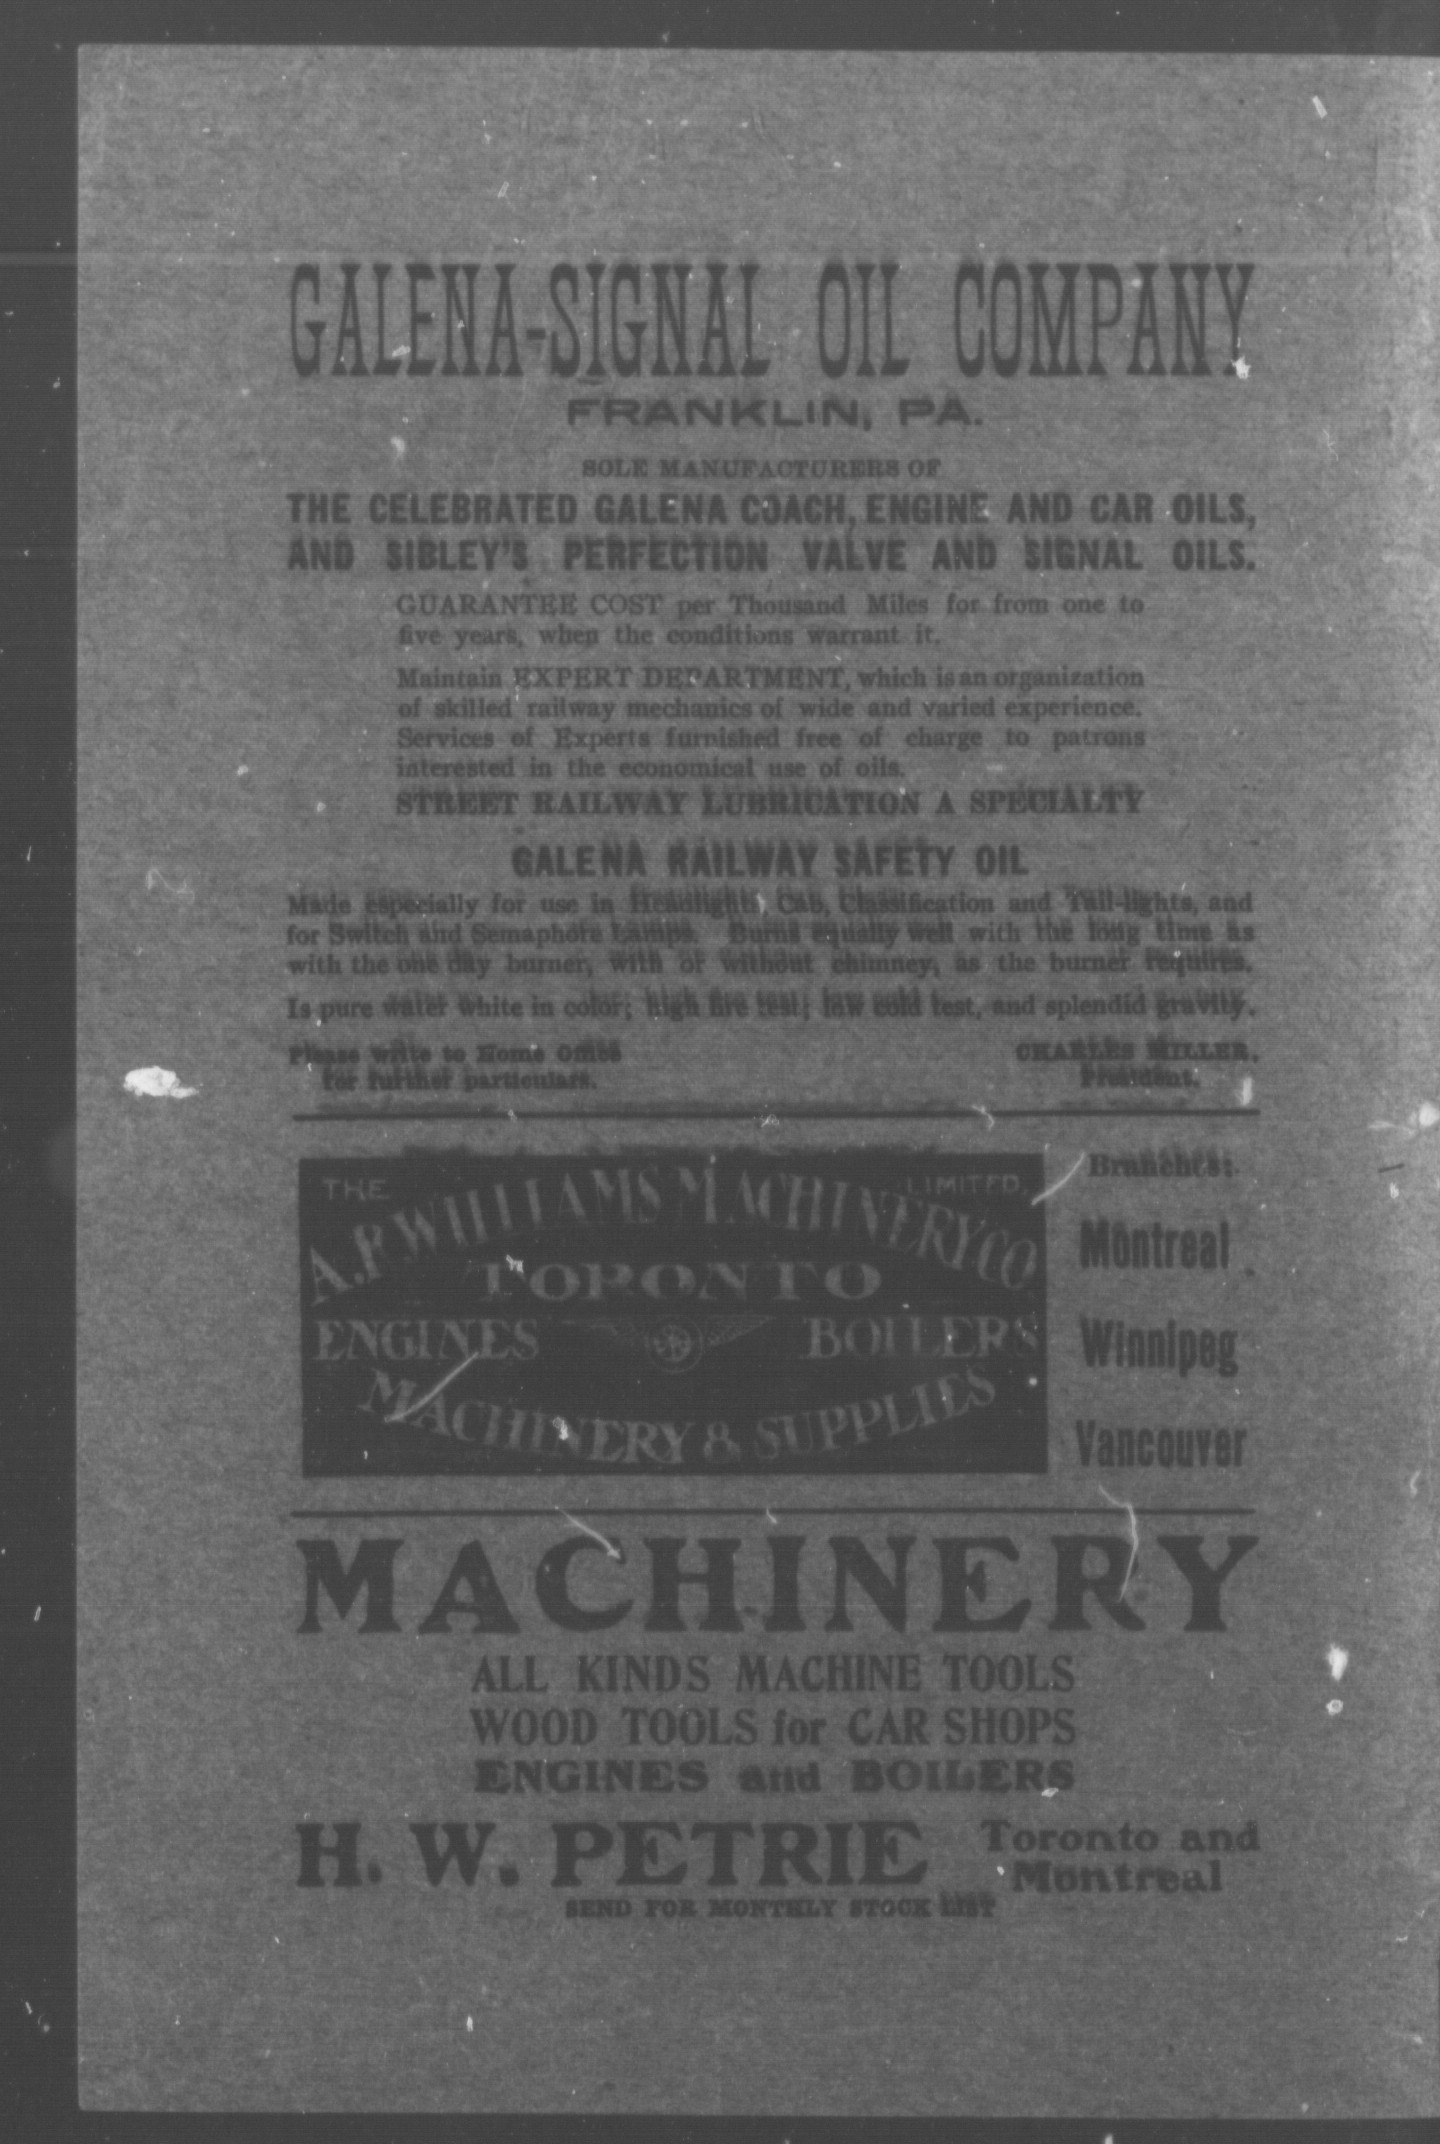 GALENA-SIGNAL OIL COMPANY
FRANKLIN, PA.
SOLE MANUFACTURERS OF
THE CELEBRATED GALENA COACH, ENGINE AND CAR OILS,
AND SIBLEY'S PERFECTION VALVE AND SIGNAL OILS.
GUARANTEE COST per Thousand Miles for from one to
five years, when the conditions warrant it.
Maintain EXPERT DEPARTMENT, which is an organization
of skilled railway mechanics of wide and varied experience.
Services of Experts furnished free of charge to patrons
interested in the economical use of oils.
STREET RAILWAY LUBRICATION A SPECIALTY
GALENA RAILWAY SAFETY OIL
Made especially for use in Headlights, Cab, Classification and Tail-lights, and
for Switch and Semaphore Lamps. Burns equally well with the long time as
with the one day burner, with or without chimney, as the burner requires.
Is pure water white in color; high fire test; low cold test, and splendid gravity.
Please write to Home Office
for further particulars.
CHARLES MILLER,
President.
THE A.R. WILLIAMS MACHINERY CO. LIMITED.
TORONTO
ENGINES BOILERS
MACHINERY & SUPPLIES
Branches:
Montreal
Winnipeg
Vancouver
MACHINERY
ALL KINDS MACHINE TOOLS
WOOD TOOLS for CAR SHOPS
ENGINES and BOILERS
H. W. PETRIE Toronto and
Montreal
SEND FOR MONTHLY STOCK LIST